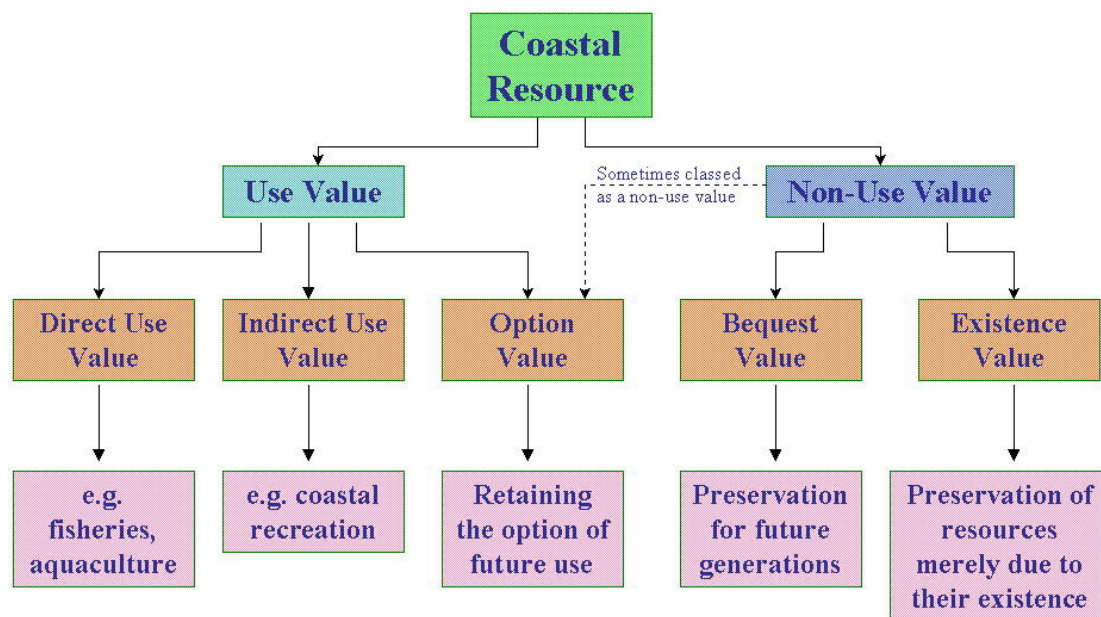 Coastal
Resource
Use Value
Sometimes classed
as a non-use value
Non-Use Value
Direct Use
Value
Indirect Use
Value
Option
Value
Bequest
Value
Existence
Value
e.g.
fisheries,
aquaculture
e.g. coastal
recreation
Retaining
the option of
future use
Preservation
for future
generations
Preservation of
resources
merely due to
their existence